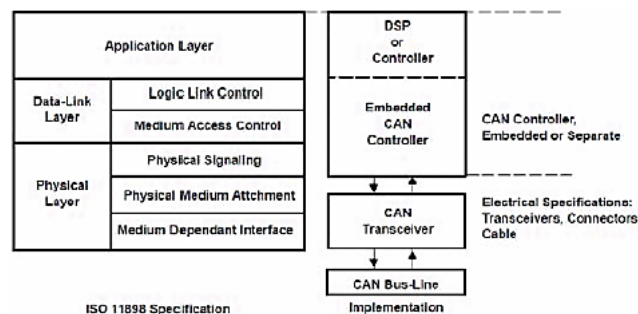 Application Layer
Data-Link
Layer
Logic Link Control
Medium Access Control
Physical
Layer
Physical Signaling
Physical Medium Attchment
Medium Dependant Interface
ISO 11898 Specification
DSP
or
Controller
Embedded
CAN
Controller
CAN
Transceiver
CAN Bus-Line
Implementation
CAN Controller,
Embedded or Separate
Electrical Specifications:
Transceivers, Connectors
Cable